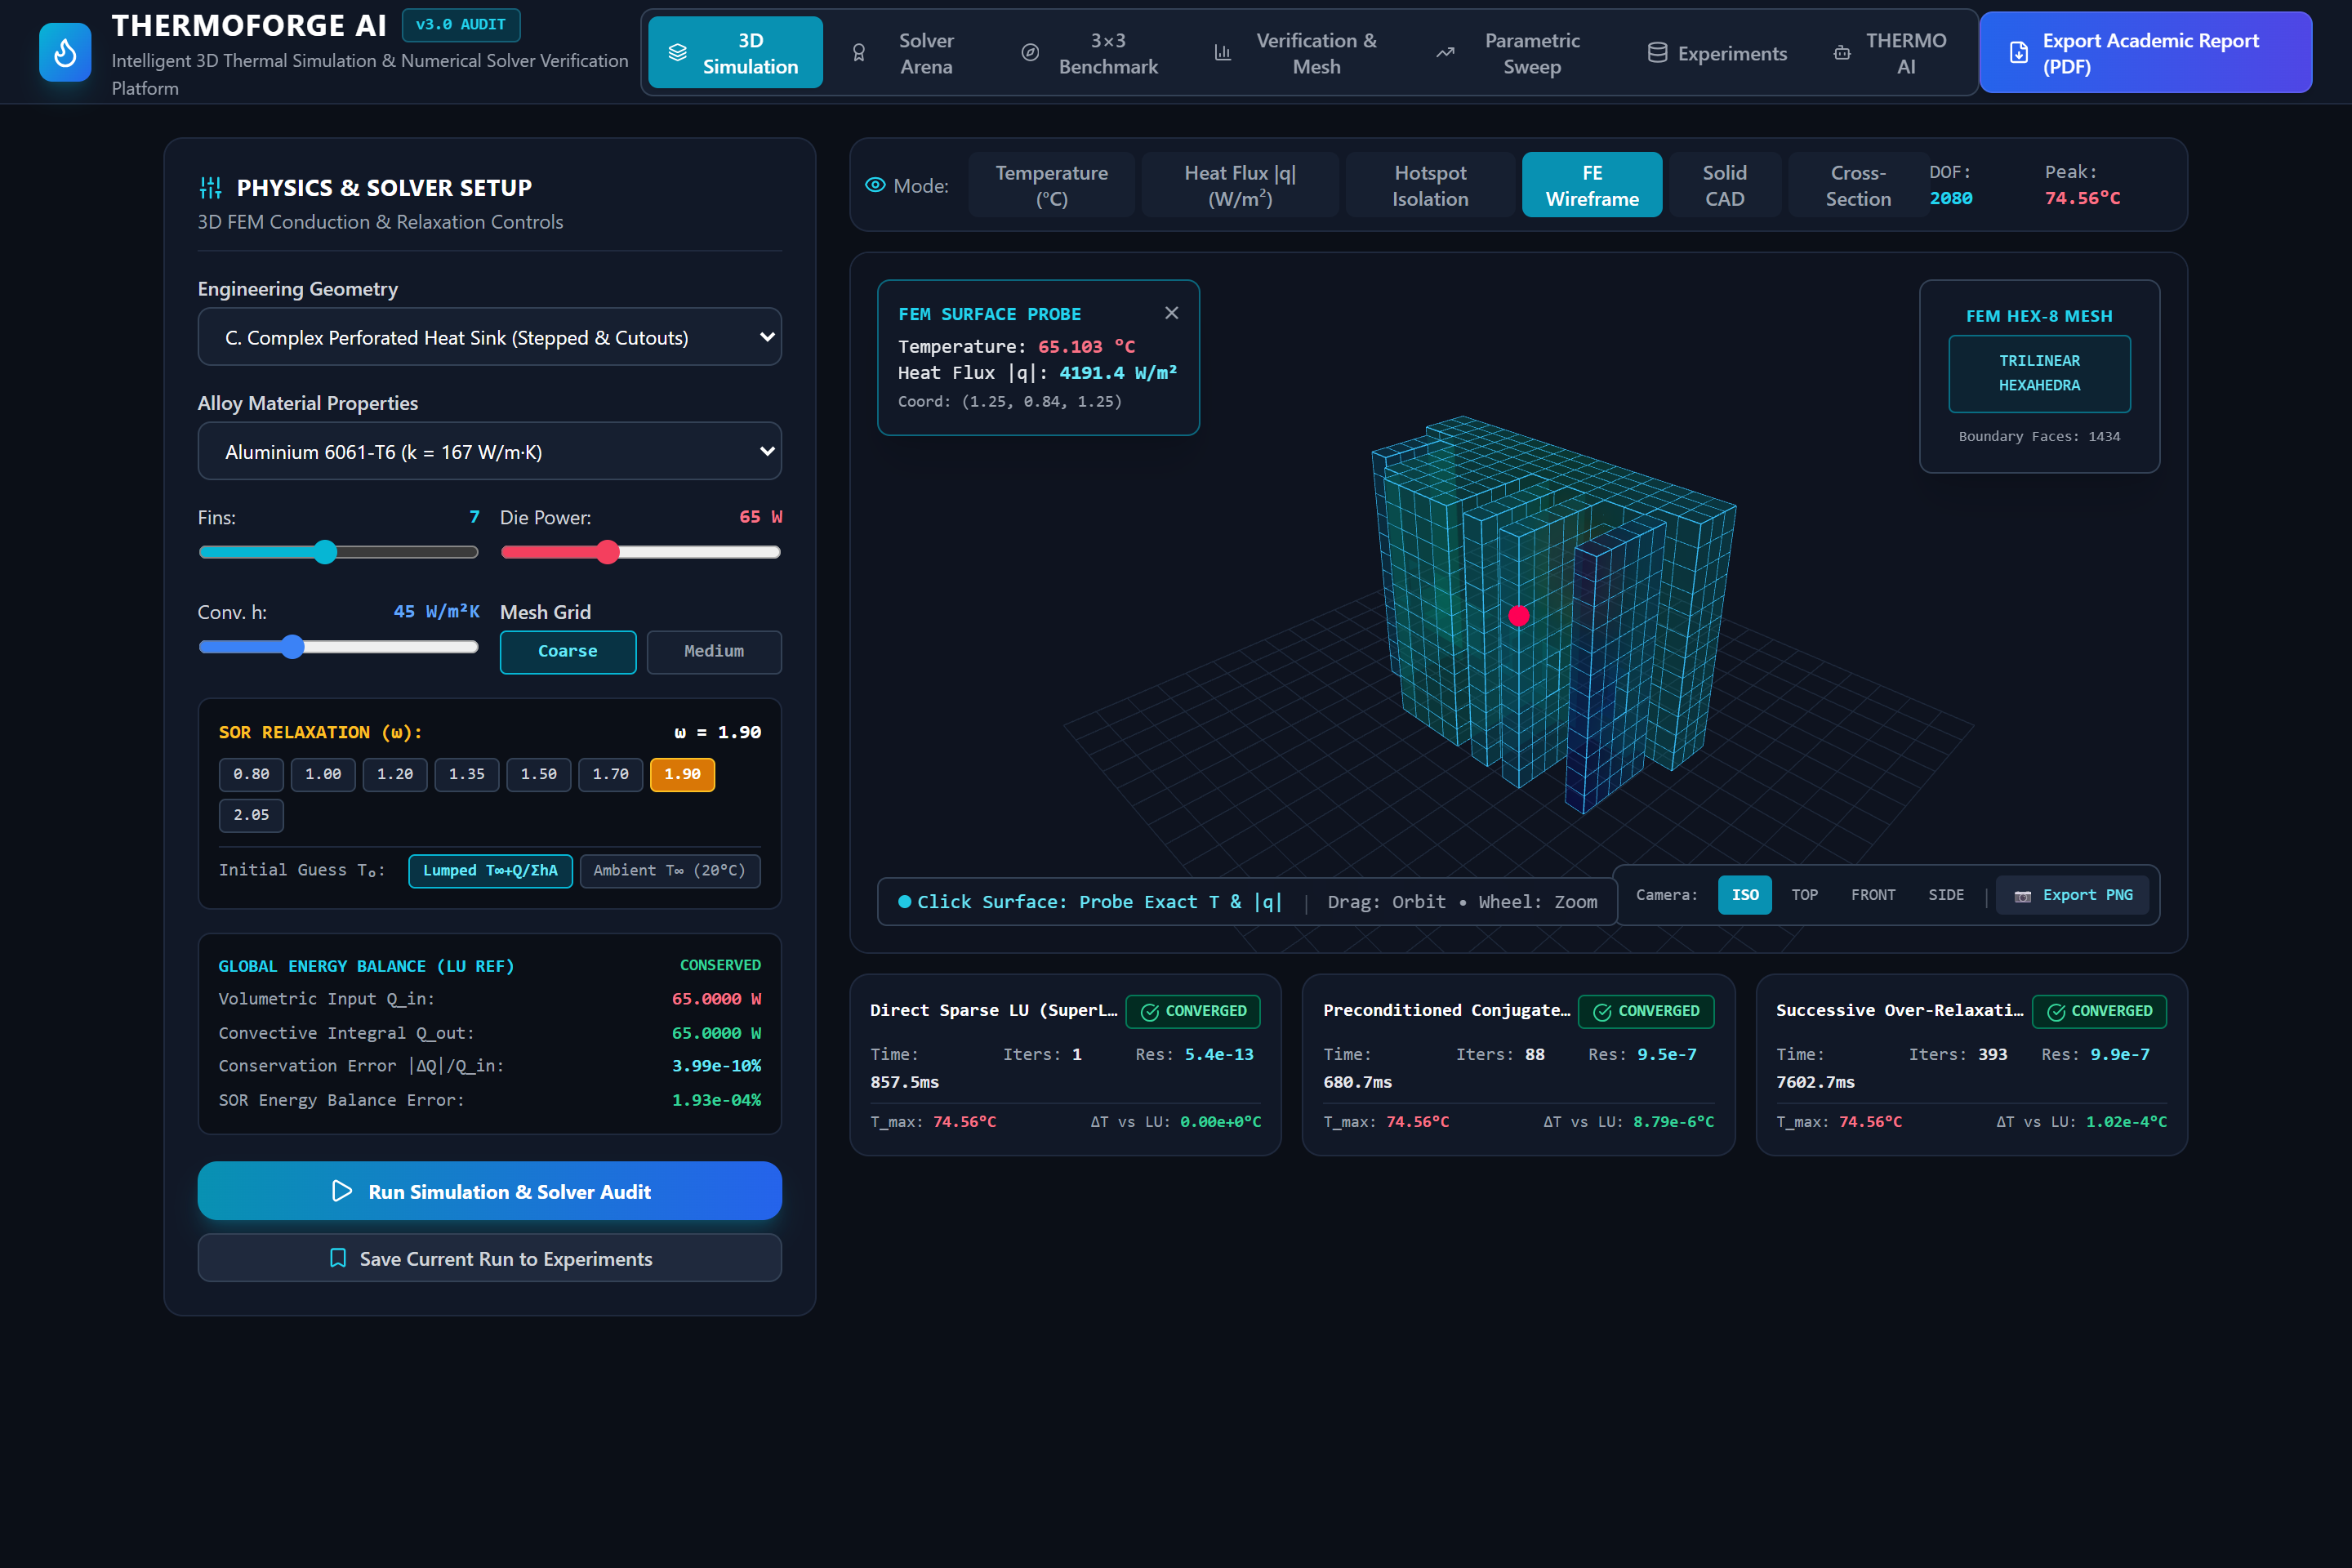 THERMOFORGE AI
v3.0 AUDIT
Intelligent 3D Thermal Simulation & Numerical Solver Verification
Platform
3D
Simulation
Solver
Arena
3×3
Benchmark
Verification &
Mesh
Parametric
Sweep
Experiments
THERMO
AI
Export Academic Report
(PDF)
PHYSICS & SOLVER SETUP
3D FEM Conduction & Relaxation Controls
Engineering Geometry
C. Complex Perforated Heat Sink (Stepped & Cutouts)
Alloy Material Properties
Aluminium 6061-T6 (k = 167 W/m·K)
Fins: 7
Die Power: 65 W
Conv. h: 45 W/m²K
Mesh Grid
Coarse
Medium
SOR RELAXATION (ω): ω = 1.90
0.80 1.00 1.20 1.35 1.50 1.70 1.90
2.05
Initial Guess T₀: Lumped T∞+Q/ΣhA Ambient T∞ (20°C)
GLOBAL ENERGY BALANCE (LU REF) CONSERVED
Volumetric Input Q_in: 65.0000 W
Convective Integral Q_out: 65.0000 W
Conservation Error |ΔQ|/Q_in: 3.99e-10%
SOR Energy Balance Error: 1.93e-04%
Run Simulation & Solver Audit
Save Current Run to Experiments
Mode:
Temperature
(°C)
Heat Flux |q|
(W/m²)
Hotspot
Isolation
FE
Wireframe
Solid
CAD
Cross-
Section
DOF:
2080
Peak:
74.56°C
FEM SURFACE PROBE
Temperature: 65.103 °C
Heat Flux |q|: 4191.4 W/m²
Coord: (1.25, 0.84, 1.25)
FEM HEX-8 MESH
TRILINEAR
HEXAHEDRA
Boundary Faces: 1434
Click Surface: Probe Exact T & |q| | Drag: Orbit • Wheel: Zoom
Camera: ISO TOP FRONT SIDE | Export PNG
Direct Sparse LU (SuperL… CONVERGED
Time: Iters: 1 Res: 5.4e-13
857.5ms
T_max: 74.56°C ΔT vs LU: 0.00e+0°C
Preconditioned Conjugate… CONVERGED
Time: Iters: 88 Res: 9.5e-7
680.7ms
T_max: 74.56°C ΔT vs LU: 8.79e-6°C
Successive Over-Relaxati… CONVERGED
Time: Iters: 393 Res: 9.9e-7
7602.7ms
T_max: 74.56°C ΔT vs LU: 1.02e-4°C